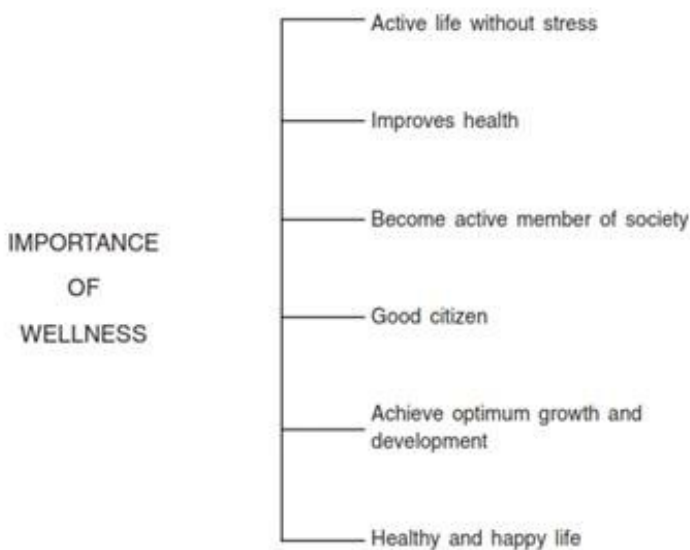 IMPORTANCE
OF
WELLNESS
Active life without stress
Improves health
Become active member of society
Good citizen
Achieve optimum growth and
development
Healthy and happy life